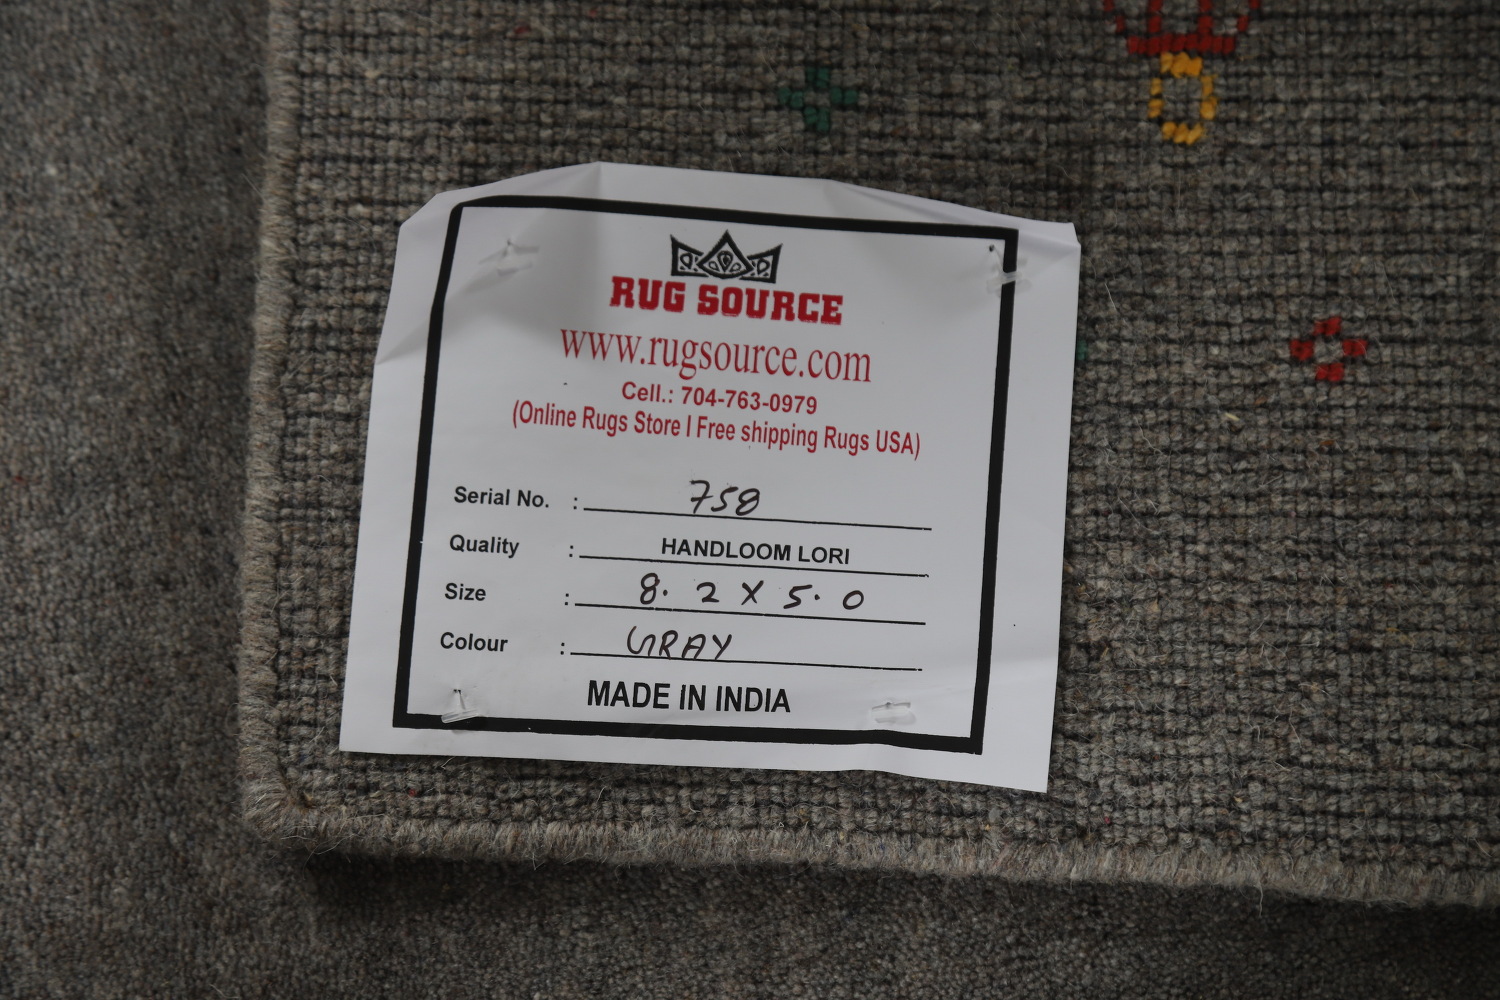 RUG SOURCE
www.rugsource.com
Cell.: 704-763-0979
(Online Rugs Store I Free shipping Rugs USA)
Serial No. : 758
Quality : HANDLOOM LORI
Size : 8. 2 X 5. 0
Colour : GRAY
MADE IN INDIA